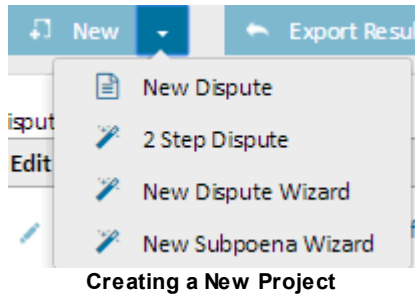 New Export Resu
New Dispute
isput
2 Step Dispute
Edit
New Dispute Wizard
New Subpoena Wizard
Creating a New Project